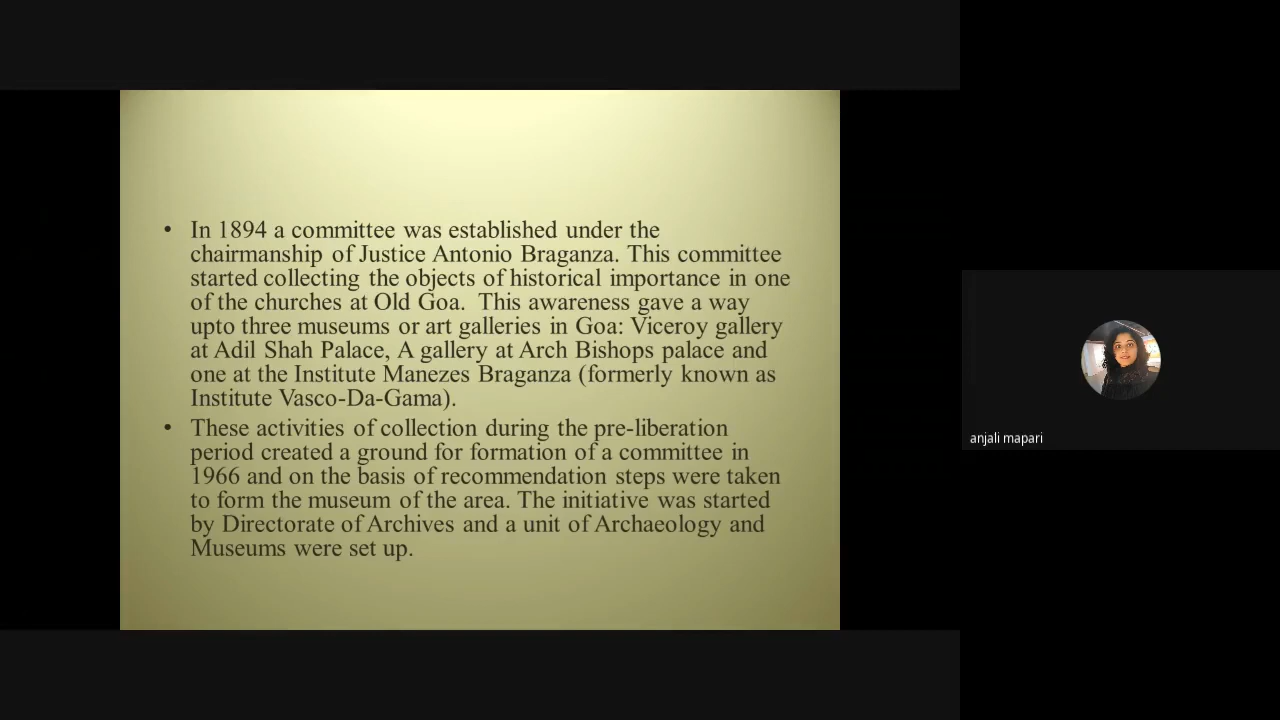 • In 1894 a committee was established under the
chairmanship of Justice Antonio Braganza. This committee
started collecting the objects of historical importance in one
of the churches at Old Goa.  This awareness gave a way
upto three museums or art galleries in Goa: Viceroy gallery
at Adil Shah Palace, A gallery at Arch Bishops palace and
one at the Institute Manezes Braganza (formerly known as
Institute Vasco-Da-Gama).
• These activities of collection during the pre-liberation
period created a ground for formation of a committee in
1966 and on the basis of recommendation steps were taken
to form the museum of the area. The initiative was started
by Directorate of Archives and a unit of Archaeology and
Museums were set up.
anjali mapari